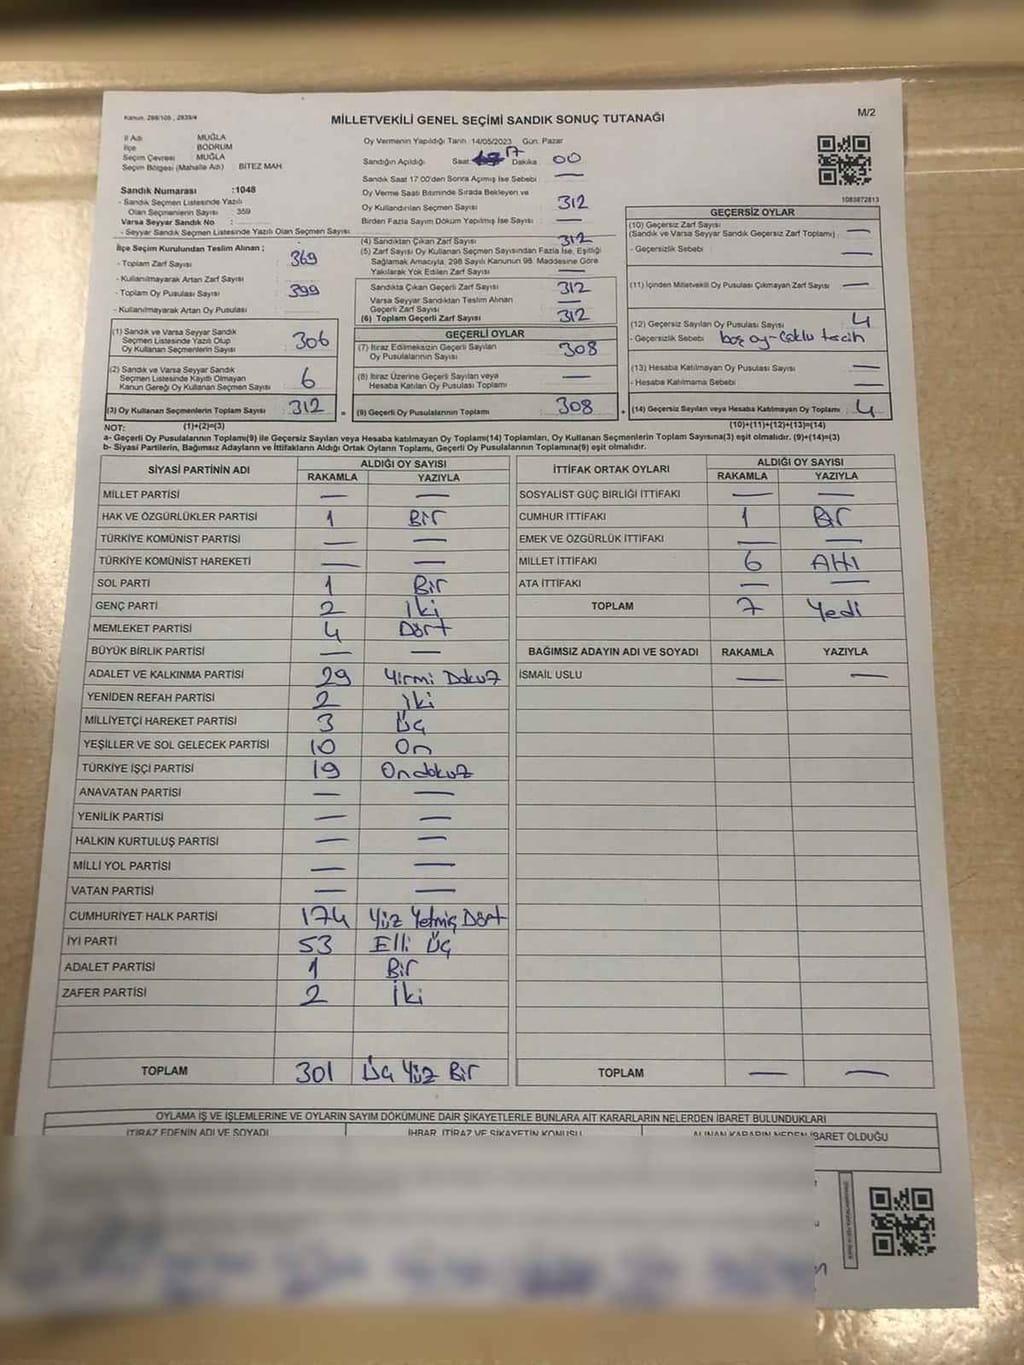 Kanun. 298/105 , 2839/4
MİLLETVEKİLİ GENEL SEÇİMİ SANDIK SONUÇ TUTANAĞI
M/2
İl Adı MUĞLA
İlçe BODRUM
Seçim Çevresi MUĞLA
Seçim Bölgesi (Mahalle Adı) BİTEZ MAH
Sandık Numarası :1048
- Sandık Seçmen Listesinde Yazılı
Olan Seçmenlerin Sayısı : 359
Varsa Seyyar Sandık No :
- Seyyar Sandık Seçmen Listesinde Yazılı Olan Seçmen Sayısı
Oy Vermenin Yapıldığı Tarih 14/05/2023 Gün: Pazar
Sandığın Açıldığı Saat 17 Dakika 00
Sandık Saat 17:00'den Sonra Açılmış İse Sebebi —
Oy Verme Saati Bitiminde Sırada Bekleyen ve
Oy Kullandırılan Seçmen Sayısı 312
Birden Fazla Sayım Döküm Yapılmış İse Sayısı —
1083872813
İlçe Seçim Kurulundan Teslim Alınan ;
- Toplam Zarf Sayısı 369
- Kullanılmayarak Artan Zarf Sayısı
- Toplam Oy Pusulası Sayısı 399
- Kullanılmayarak Artan Oy Pusulası
(1) Sandık ve Varsa Seyyar Sandık
Seçmen Listesinde Yazılı Olup
Oy Kullanan Seçmenlerin Sayısı 306
(2) Sandık ve Varsa Seyyar Sandık
Seçmen Listesinde Kayıtlı Olmayan
Kanun Gereği Oy Kullanan Seçmen Sayısı 6
(3) Oy Kullanan Seçmenlerin Toplam Sayısı 312
(4) Sandıktan Çıkan Zarf Sayısı 312
(5) Zarf Sayısı Oy Kullanan Seçmen Sayısından Fazla İse, Eşitliği
Sağlamak Amacıyla, 298 Sayılı Kanunun 98. Maddesine Göre
Yakılarak Yok Edilen Zarf Sayısı —
Sandıkta Çıkan Geçerli Zarf Sayısı 312
Varsa Seyyar Sandıktan Teslim Alınan
Geçerli Zarf Sayısı —
(6) Toplam Geçerli Zarf Sayısı 312
GEÇERLİ OYLAR
(7) İtiraz Edilmeksizin Geçerli Sayılan
Oy Pusulalarının Sayısı 308
(8) İtiraz Üzerine Geçerli Sayılan veya
Hesaba Katılan Oy Pusulaları Toplamı —
= (9) Geçerli Oy Pusulalarının Toplamı 308
GEÇERSİZ OYLAR
(10) Geçersiz Zarf Sayısı
(Sandık ve Varsa Seyyar Sandık Geçersiz Zarf Toplamı) —
- Geçersizlik Sebebi —
(11) İçinden Milletvekili Oy Pusulası Çıkmayan Zarf Sayısı —
(12) Geçersiz Sayılan Oy Pusulası Sayısı 4
- Geçersizlik Sebebi boş oy-Çoklu tercih
(13) Hesaba Katılmayan Oy Pusulası Sayısı —
- Hesaba Katılmama Sebebi —
+ (14) Geçersiz Sayılan veya Hesaba Katılmayan Oy Toplamı 4
NOT: (1)+(2)=(3) (10)+(11)+(12)+(13)=(14)
a- Geçerli Oy Pusulalarının Toplamı(9) ile Geçersiz Sayılan veya Hesaba katılmayan Oy Toplamı(14) Toplamları, Oy Kullanan Seçmenlerin Toplam Sayısına(3) eşit olmalıdır. (9)+(14)=(3)
b- Siyasi Partilerin, Bağımsız Adayların ve İttifakların Aldığı Ortak Oyların Toplamı, Geçerli Oy Pusulalarının Toplamına(9) eşit olmalıdır.
SİYASİ PARTİNİN ADI ALDIĞI OY SAYISI
RAKAMLA YAZIYLA
MİLLET PARTİSİ — —
HAK VE ÖZGÜRLÜKLER PARTİSİ 1 Bir
TÜRKİYE KOMÜNİST PARTİSİ — —
TÜRKİYE KOMÜNİST HAREKETİ — —
SOL PARTİ 1 Bir
GENÇ PARTİ 2 İki
MEMLEKET PARTİSİ 4 Dört
BÜYÜK BİRLİK PARTİSİ — —
ADALET VE KALKINMA PARTİSİ 29 Yirmi Dokuz
YENİDEN REFAH PARTİSİ 2 İki
MİLLİYETÇİ HAREKET PARTİSİ 3 Üç
YEŞİLLER VE SOL GELECEK PARTİSİ 10 On
TÜRKİYE İŞÇİ PARTİSİ 19 Ondokuz
ANAVATAN PARTİSİ — —
YENİLİK PARTİSİ — —
HALKIN KURTULUŞ PARTİSİ — —
MİLLİ YOL PARTİSİ — —
VATAN PARTİSİ — —
CUMHURİYET HALK PARTİSİ 174 Yüz Yetmiş Dört
İYİ PARTİ 53 Elli Üç
ADALET PARTİSİ 1 Bir
ZAFER PARTİSİ 2 İki
TOPLAM 301 Üç Yüz Bir
İTTİFAK ORTAK OYLARI ALDIĞI OY SAYISI
RAKAMLA YAZIYLA
SOSYALİST GÜÇ BİRLİĞİ İTTİFAKI — —
CUMHUR İTTİFAKI 1 Bir
EMEK VE ÖZGÜRLÜK İTTİFAKI — —
MİLLET İTTİFAKI 6 Altı
ATA İTTİFAKI — —
TOPLAM 7 Yedi
BAĞIMSIZ ADAYIN ADI VE SOYADI RAKAMLA YAZIYLA
İSMAİL USLU — —
TOPLAM — —
OYLAMA İŞ VE İŞLEMLERİNE VE OYLARIN SAYIM DÖKÜMÜNE DAİR ŞİKAYETLERLE BUNLARA AİT KARARLARIN NELERDEN İBARET BULUNDUKLARI
İTİRAZ EDENİN ADI VE SOYADI İHBAR, İTİRAZ VE ŞİKAYETİN KONUSU ALINAN KARARIN NEDEN İBARET OLDUĞU